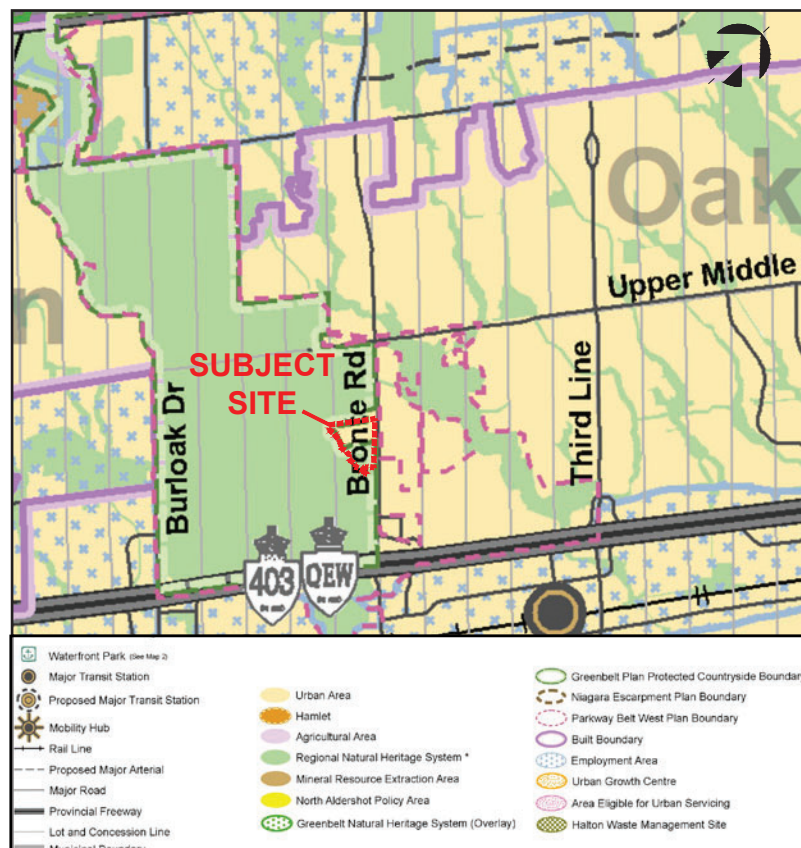 Oak
n
Upper Middle
SUBJECT
SITE
Bronte Rd
Burloak Dr
Third Line
403
QEW
Waterfront Park (See Map 2)
Major Transit Station
Proposed Major Transit Station
Mobility Hub
Rail Line
Proposed Major Arterial
Major Road
Provincial Freeway
Lot and Concession Line
Municipal Boundary
Urban Area
Hamlet
Agricultural Area
Regional Natural Heritage System *
Mineral Resource Extraction Area
North Aldershot Policy Area
Greenbelt Natural Heritage System (Overlay)
Greenbelt Plan Protected Countryside Boundary
Niagara Escarpment Plan Boundary
Parkway Belt West Plan Boundary
Built Boundary
Employment Area
Urban Growth Centre
Area Eligible for Urban Servicing
Halton Waste Management Site